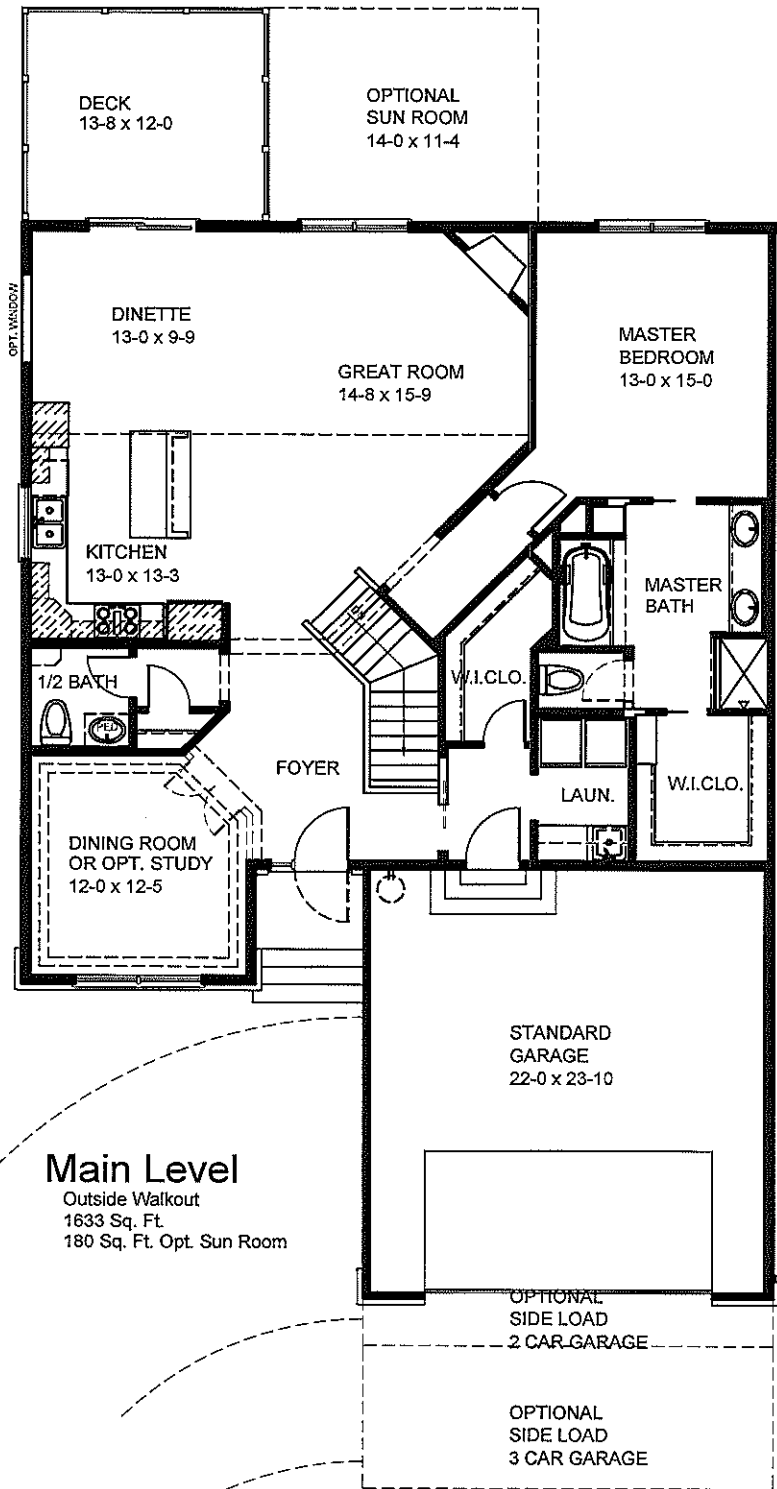 DECK
13-8 x 12-0
OPTIONAL
SUN ROOM
14-0 x 11-4
OPT. WINDOW
DINETTE
13-0 x 9-9
GREAT ROOM
14-8 x 15-9
MASTER
BEDROOM
13-0 x 15-0
KITCHEN
13-0 x 13-3
MASTER
BATH
1/2 BATH
PED
W.I.CLO.
FOYER
LAUN.
W.I.CLO.
DINING ROOM
OR OPT. STUDY
12-0 x 12-5
STANDARD
GARAGE
22-0 x 23-10
Main Level
Outside Walkout
1633 Sq. Ft.
180 Sq. Ft. Opt. Sun Room
OPTIONAL
SIDE LOAD
2 CAR GARAGE
OPTIONAL
SIDE LOAD
3 CAR GARAGE